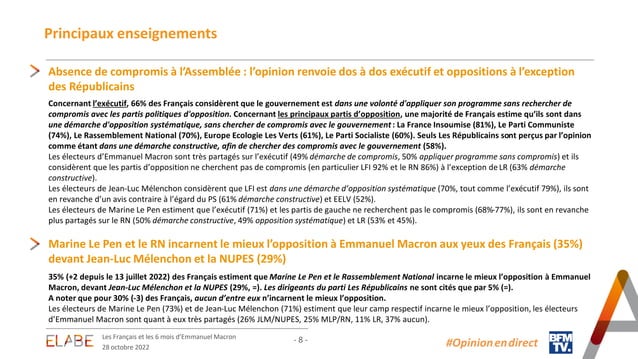 Principaux enseignements
Absence de compromis à l'Assemblée : l'opinion renvoie dos à dos exécutif et oppositions à l'exception
des Républicains
Concernant l'exécutif, 66% des Français considèrent que le gouvernement est dans une volonté d'appliquer son programme sans rechercher de
compromis avec les partis politiques d'opposition. Concernant les principaux partis d'opposition, une majorité de Français estime qu'ils sont dans
une démarche d'opposition systématique, sans chercher de compromis avec le gouvernement : La France Insoumise (81%), Le Parti Communiste
(74%), Le Rassemblement National (70%), Europe Ecologie Les Verts (61%), Le Parti Socialiste (60%). Seuls Les Républicains sont perçus par l'opinion
comme étant dans une démarche constructive, afin de chercher des compromis avec le gouvernement (58%).
Les électeurs d'Emmanuel Macron sont très partagés sur l'exécutif (49% démarche de compromis, 50% appliquer programme sans compromis) et ils
considèrent que les partis d'opposition ne cherchent pas de compromis (en particulier LFI 92% et le RN 86%) à l'exception de LR (63% démarche
constructive).
Les électeurs de Jean-Luc Mélenchon considèrent que LFI est dans une démarche d'opposition systématique (70%, tout comme l'exécutif 79%), ils sont
en revanche d'un avis contraire à l'égard du PS (61% démarche constructive) et EELV (52%).
Les électeurs de Marine Le Pen estiment que l'exécutif (71%) et les partis de gauche ne recherchent pas le compromis (68%-77%), ils sont en revanche
plus partagés sur le RN (50% démarche constructive, 49% opposition systématique) et LR (53% et 45%).
Marine Le Pen et le RN incarnent le mieux l'opposition à Emmanuel Macron aux yeux des Français (35%)
devant Jean-Luc Mélenchon et la NUPES (29%)
35% (+2 depuis le 13 juillet 2022) des Français estiment que Marine Le Pen et le Rassemblement National incarne le mieux l'opposition à Emmanuel
Macron, devant Jean-Luc Mélenchon et la NUPES (29%, =). Les dirigeants du parti Les Républicains ne sont cités que par 5% (=).
A noter que pour 30% (-3) des Français, aucun d'entre eux n'incarnent le mieux l'opposition.
Les électeurs de Marine Le Pen (73%) et de Jean-Luc Mélenchon (71%) estiment que leur camp respectif incarne le mieux l'opposition, les électeurs
d'Emmanuel Macron sont quant à eux très partagés (26% JLM/NUPES, 25% MLP/RN, 11% LR, 37% aucun).
ELABE
Les Français et les 6 mois d'Emmanuel Macron
28 octobre 2022
- 8 -
#Opinion en direct
BFM
TV.